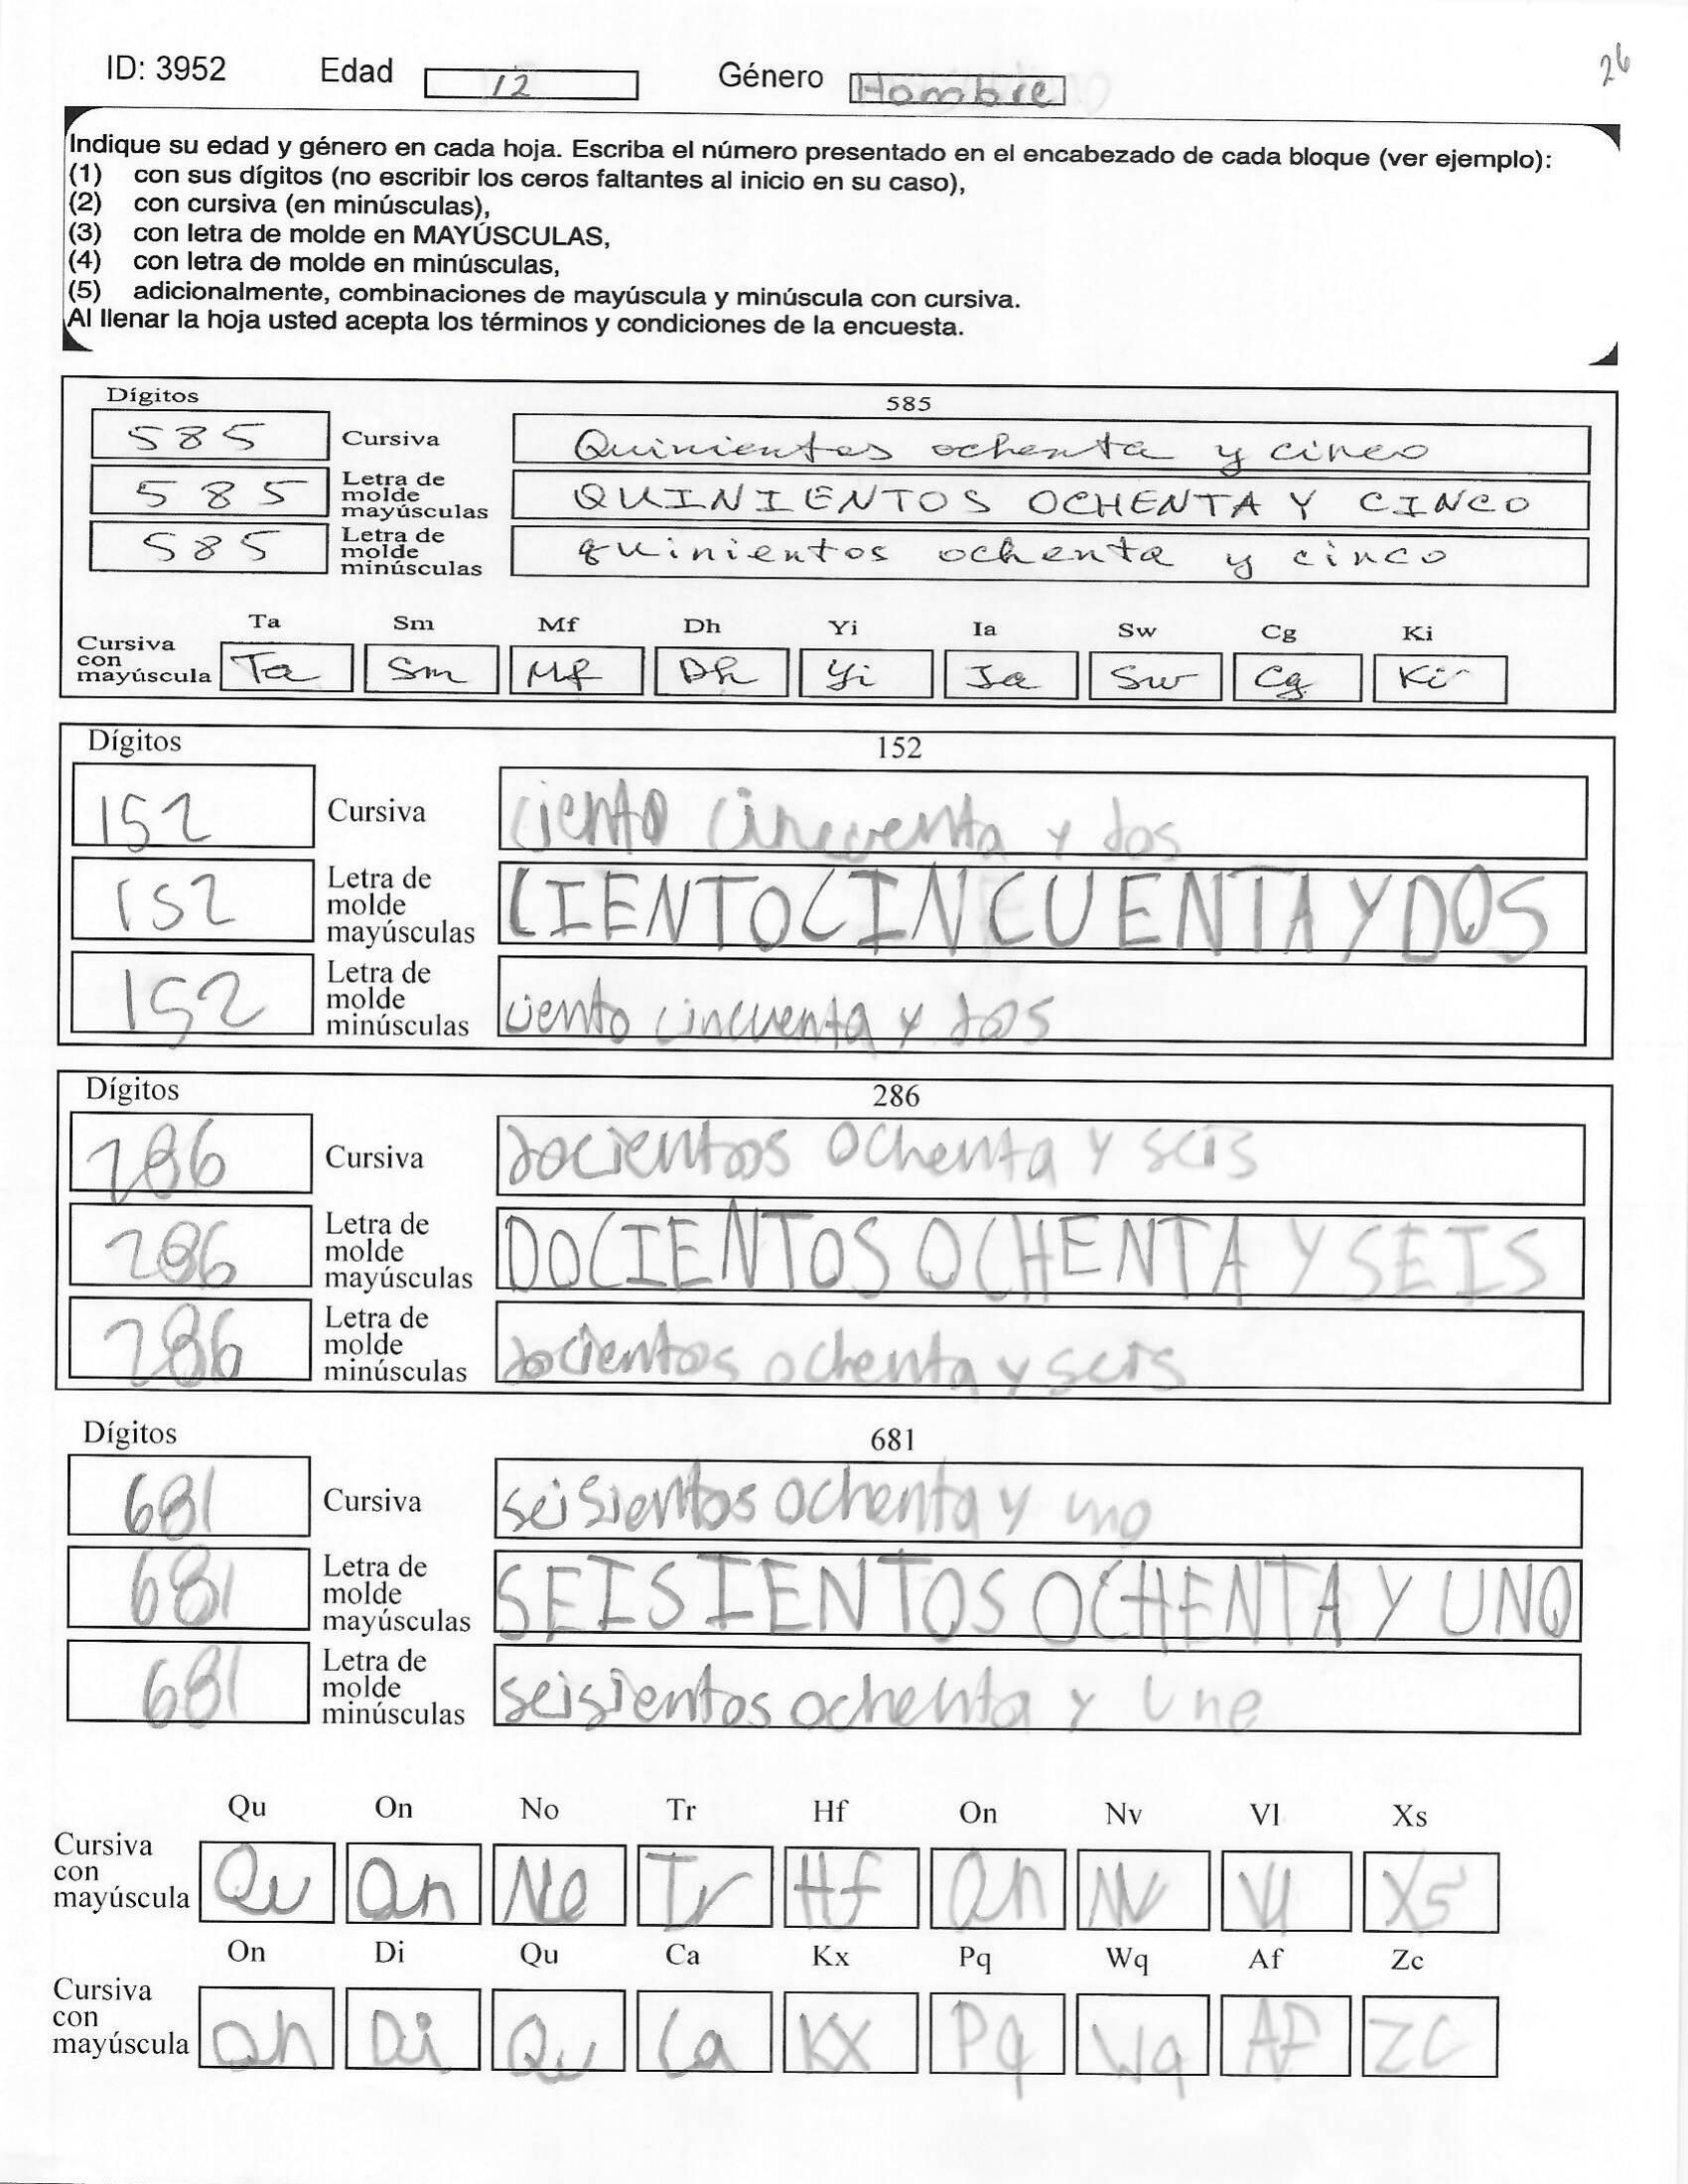 ID: 3952 Edad 12 Género Hombre 26
Indique su edad y género en cada hoja. Escriba el número presentado en el encabezado de cada bloque (ver ejemplo):
(1) con sus dígitos (no escribir los ceros faltantes al inicio en su caso),
(2) con cursiva (en minúsculas),
(3) con letra de molde en MAYÚSCULAS,
(4) con letra de molde en minúsculas,
(5) adicionalmente, combinaciones de mayúscula y minúscula con cursiva.
Al llenar la hoja usted acepta los términos y condiciones de la encuesta.
Dígitos 585
585 Cursiva Quinientos ochenta y cinco
585 Letra de molde mayúsculas QUINIENTOS OCHENTA Y CINCO
585 Letra de molde minúsculas quinientos ochenta y cinco
Ta Sm Mf Dh Yi Ia Sw Cg Ki
Cursiva con mayúscula Ta Sm Mf Dh Yi Ia Sw Cg Ki
Dígitos 152
152 Cursiva ciento cincuenta y dos
152 Letra de molde mayúsculas CIENTO CINCUENTA Y DOS
152 Letra de molde minúsculas ciento cincuenta y dos
Dígitos 286
286 Cursiva docientos ochenta y seis
286 Letra de molde mayúsculas DOCIENTOS OCHENTA Y SEIS
286 Letra de molde minúsculas docientos ochenta y seis
Dígitos 681
681 Cursiva seisientos ochenta y uno
681 Letra de molde mayúsculas SEISIENTOS OCHENTA Y UNO
681 Letra de molde minúsculas seisientos ochenta y une
Qu On No Tr Hf On Nv Vl Xs
Cursiva con mayúscula Qu On No Tr Hf On Nv Vl Xs
On Di Qu Ca Kx Pq Wq Af Zc
Cursiva con mayúscula On Di Qu Ca Kx Pq Wq Af Zc